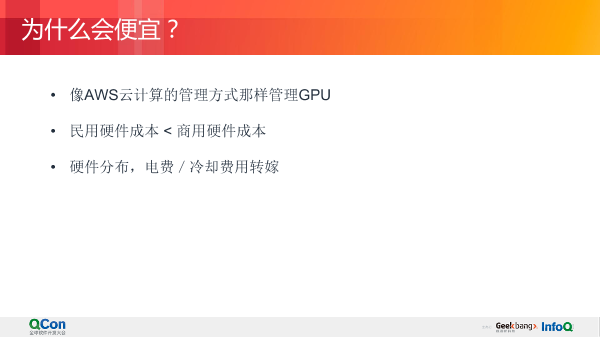 为什么会便宜？
• 像AWS云计算的管理方式那样管理GPU
• 民用硬件成本 < 商用硬件成本
• 硬件分布，电费 / 冷却费用转嫁
QCon
全球软件开发大会
Geekbang>
InfoQ